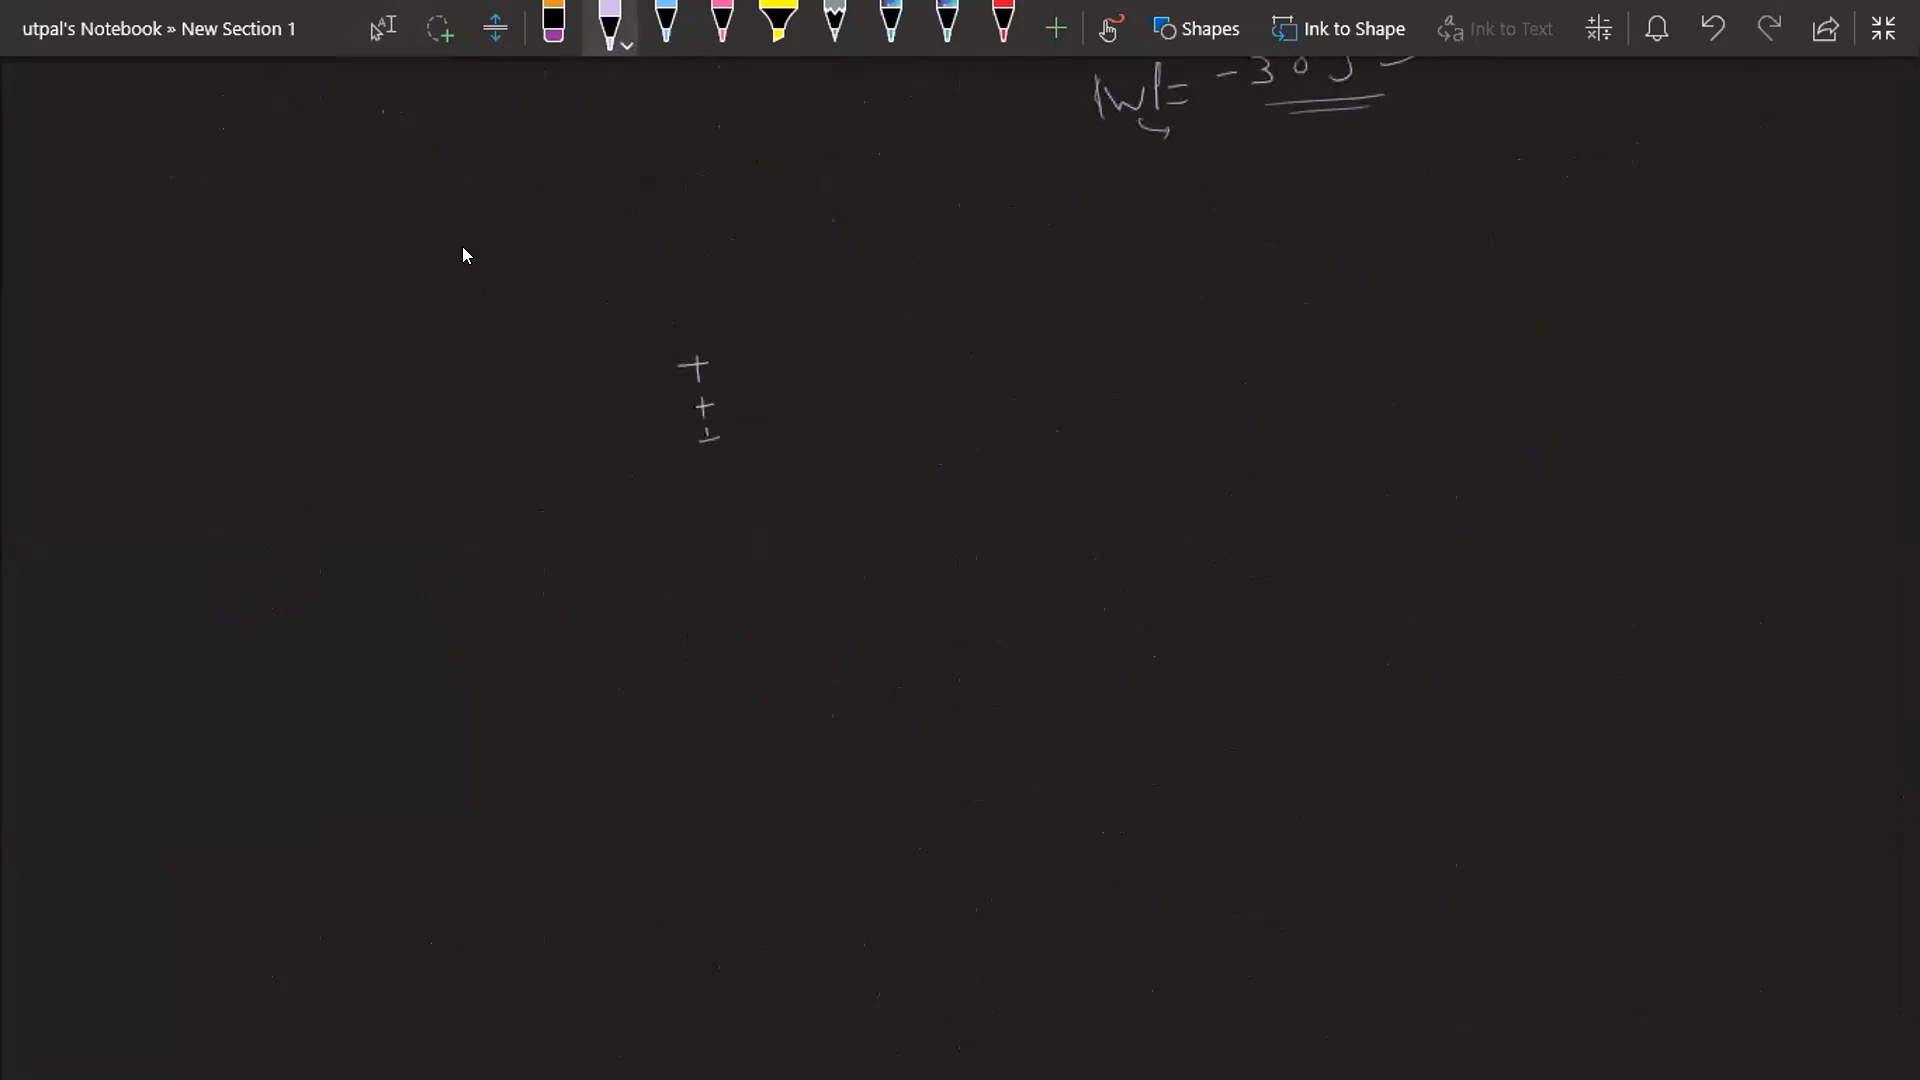 utpal's Notebook » New Section 1 Shapes Ink to Shape Ink to Text
|W|= -30
+
+
+